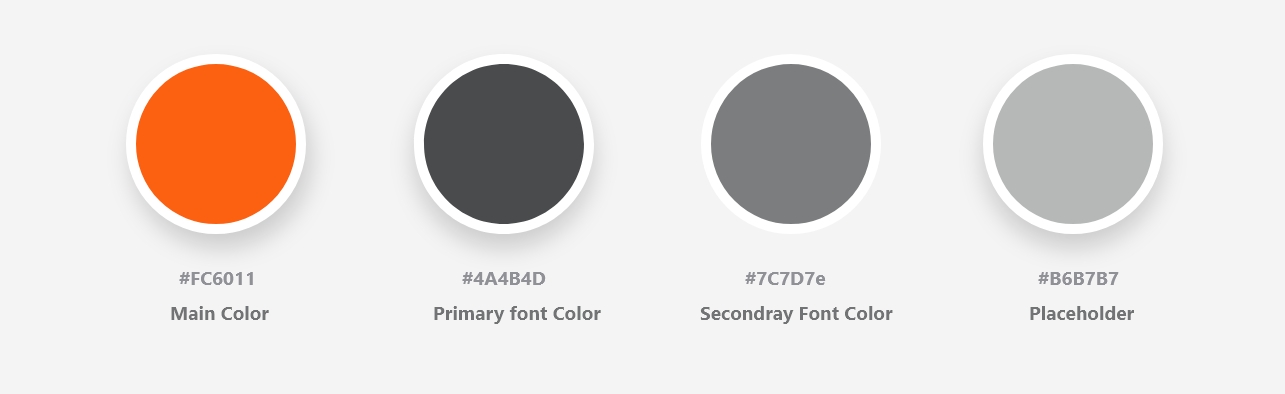 #FC6011
#4A4B4D
#7C7D7e
#B6B7B7
Main Color
Primary font Color
Secondray Font Color
Placeholder